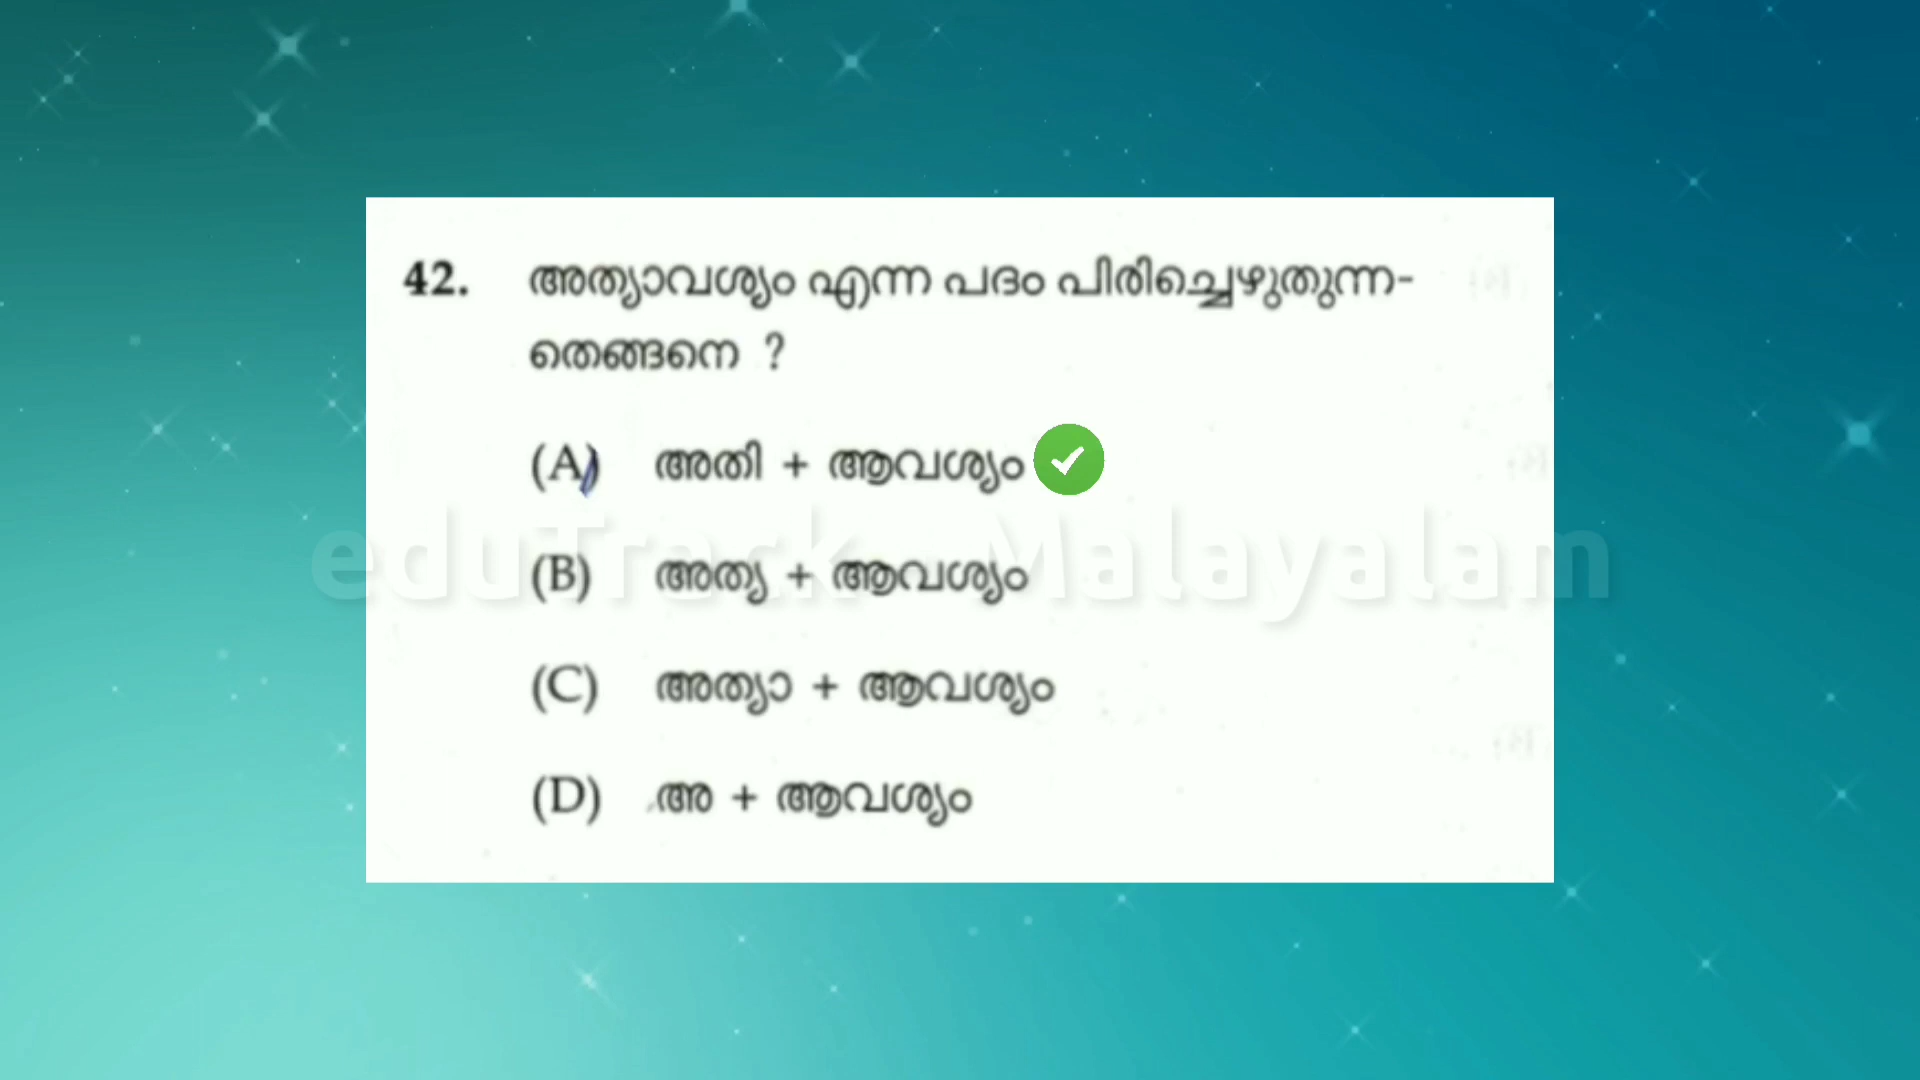 42. അത്യാവശ്യം എന്ന പദം പിരിച്ചെഴുതുന്ന-
തെങ്ങനെ ?
(A) അതി + ആവശ്യം
eduTrack Malayalam
(B) അത്യ + ആവശ്യം
(C) അത്യാ + ആവശ്യം
(D) അ + ആവശ്യം